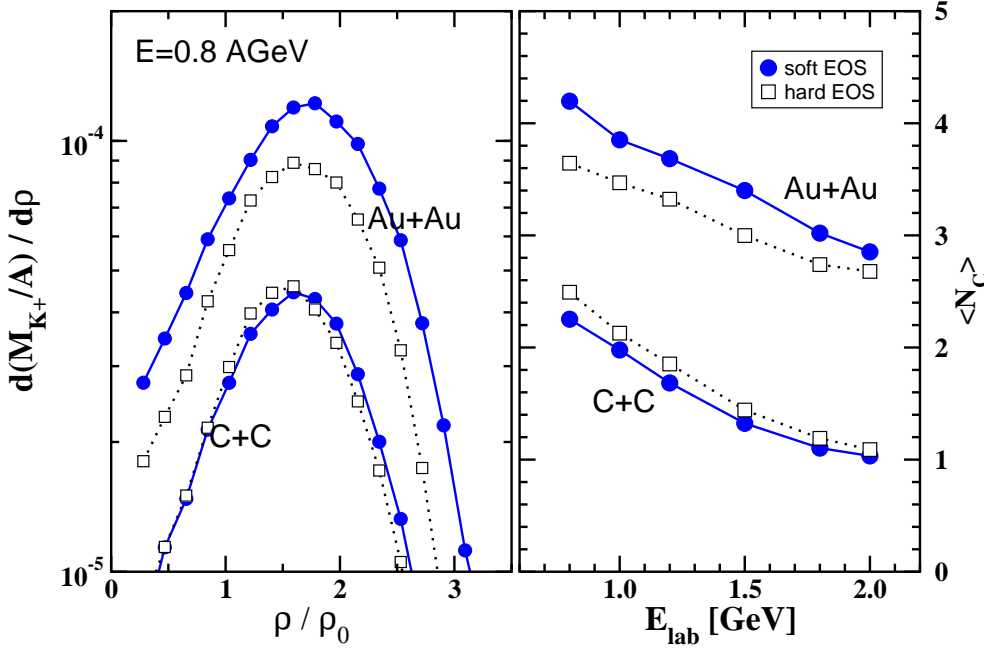 E=0.8 AGeV
Au+Au
C+C
10^-4
10^-5
d(M_K+/A) / dρ
0 1 2 3
ρ / ρ_0
soft EOS
hard EOS
Au+Au
C+C
5
4
3
2
1
0
<N_C>
1.0 1.5 2.0
E_lab [GeV]